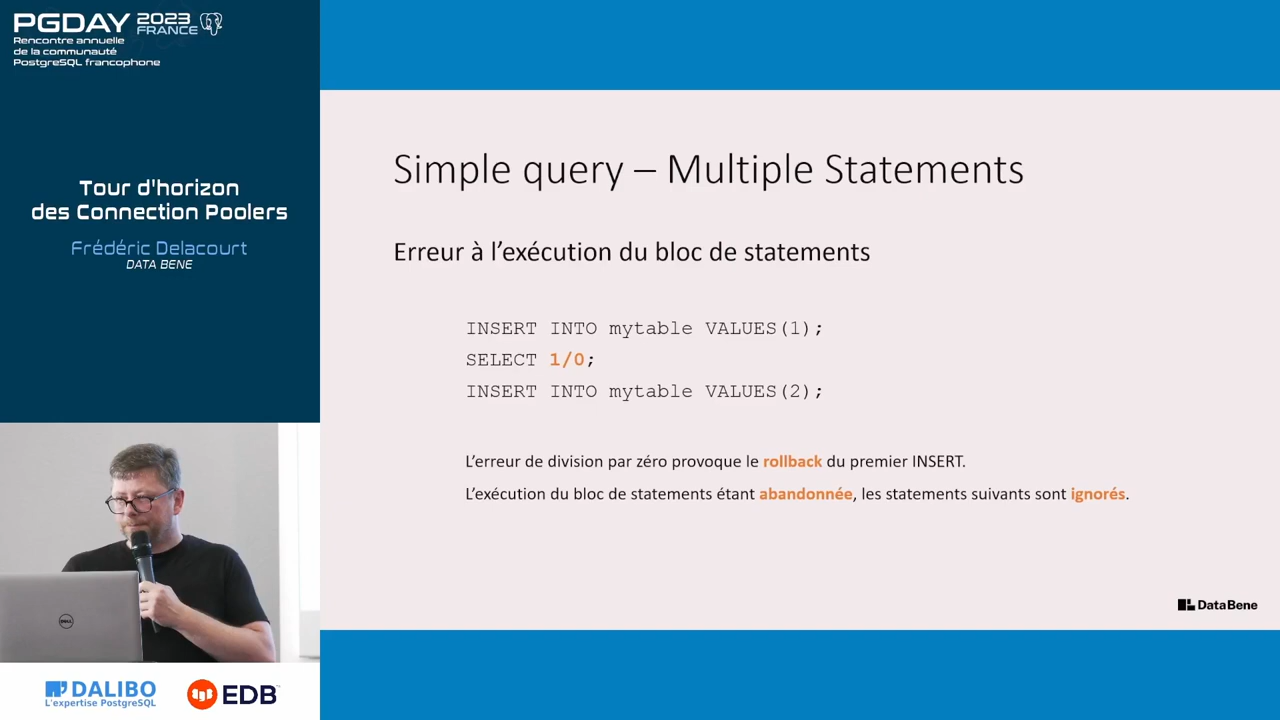 PGDAY 2023 FRANCE
Rencontre annuelle
de la communauté
PostgreSQL francophone
Tour d'horizon
des Connection Poolers
Frédéric Delacourt
DATA BENE
Simple query – Multiple Statements
Erreur à l’exécution du bloc de statements
INSERT INTO mytable VALUES(1);
SELECT 1/0;
INSERT INTO mytable VALUES(2);
L’erreur de division par zéro provoque le rollback du premier INSERT.
L’exécution du bloc de statements étant abandonnée, les statements suivants sont ignorés.
DataBene
DELL
DALIBO
L'expertise PostgreSQL
EDB